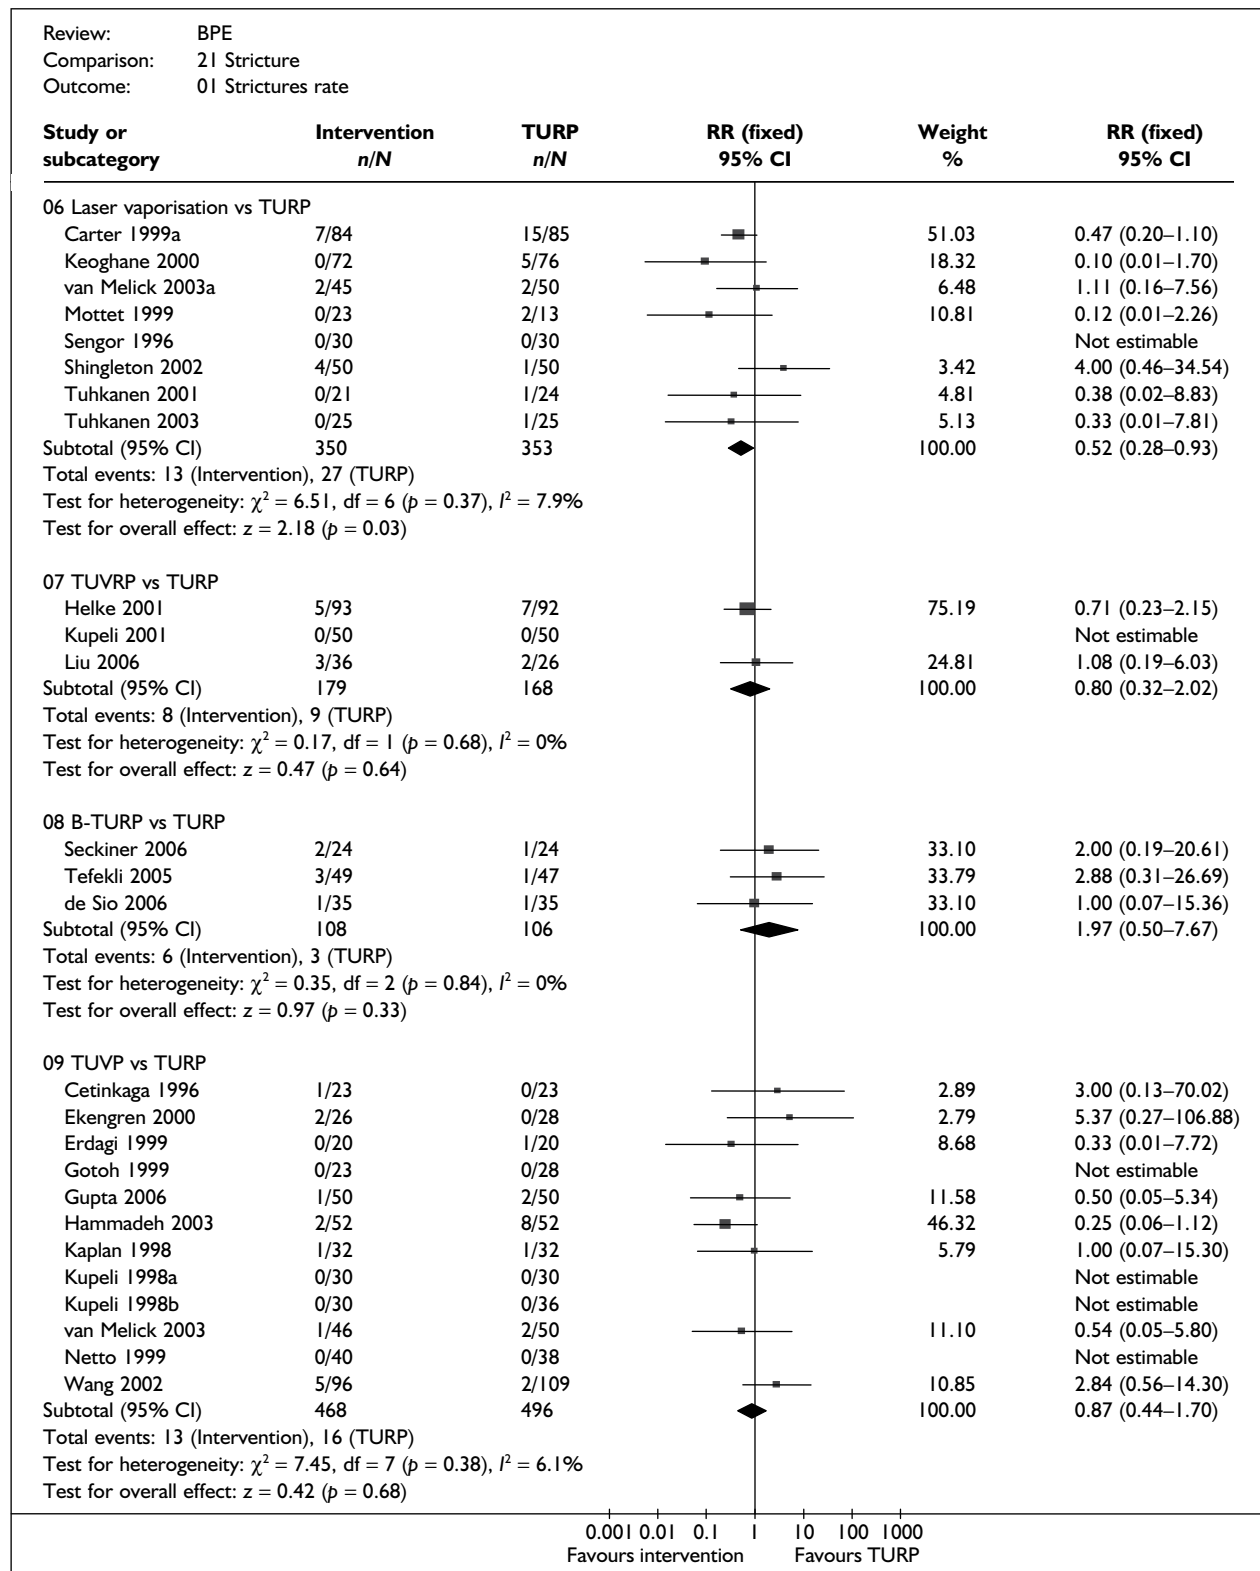 Review: BPE
Comparison: 21 Stricture
Outcome: 01 Strictures rate
Study or Intervention TURP RR (fixed) Weight RR (fixed)
subcategory n/N n/N 95% CI % 95% CI
06 Laser vaporisation vs TURP
Carter 1999a 7/84 15/85 51.03 0.47 (0.20–1.10)
Keoghane 2000 0/72 5/76 18.32 0.10 (0.01–1.70)
van Melick 2003a 2/45 2/50 6.48 1.11 (0.16–7.56)
Mottet 1999 0/23 2/13 10.81 0.12 (0.01–2.26)
Sengor 1996 0/30 0/30 Not estimable
Shingleton 2002 4/50 1/50 3.42 4.00 (0.46–34.54)
Tuhkanen 2001 0/21 1/24 4.81 0.38 (0.02–8.83)
Tuhkanen 2003 0/25 1/25 5.13 0.33 (0.01–7.81)
Subtotal (95% CI) 350 353 100.00 0.52 (0.28–0.93)
Total events: 13 (Intervention), 27 (TURP)
Test for heterogeneity: χ² = 6.51, df = 6 (p = 0.37), I² = 7.9%
Test for overall effect: z = 2.18 (p = 0.03)
07 TUVRP vs TURP
Helke 2001 5/93 7/92 75.19 0.71 (0.23–2.15)
Kupeli 2001 0/50 0/50 Not estimable
Liu 2006 3/36 2/26 24.81 1.08 (0.19–6.03)
Subtotal (95% CI) 179 168 100.00 0.80 (0.32–2.02)
Total events: 8 (Intervention), 9 (TURP)
Test for heterogeneity: χ² = 0.17, df = 1 (p = 0.68), I² = 0%
Test for overall effect: z = 0.47 (p = 0.64)
08 B-TURP vs TURP
Seckiner 2006 2/24 1/24 33.10 2.00 (0.19–20.61)
Tefekli 2005 3/49 1/47 33.79 2.88 (0.31–26.69)
de Sio 2006 1/35 1/35 33.10 1.00 (0.07–15.36)
Subtotal (95% CI) 108 106 100.00 1.97 (0.50–7.67)
Total events: 6 (Intervention), 3 (TURP)
Test for heterogeneity: χ² = 0.35, df = 2 (p = 0.84), I² = 0%
Test for overall effect: z = 0.97 (p = 0.33)
09 TUVP vs TURP
Cetinkaga 1996 1/23 0/23 2.89 3.00 (0.13–70.02)
Ekengren 2000 2/26 0/28 2.79 5.37 (0.27–106.88)
Erdagi 1999 0/20 1/20 8.68 0.33 (0.01–7.72)
Gotoh 1999 0/23 0/28 Not estimable
Gupta 2006 1/50 2/50 11.58 0.50 (0.05–5.34)
Hammadeh 2003 2/52 8/52 46.32 0.25 (0.06–1.12)
Kaplan 1998 1/32 1/32 5.79 1.00 (0.07–15.30)
Kupeli 1998a 0/30 0/30 Not estimable
Kupeli 1998b 0/30 0/36 Not estimable
van Melick 2003 1/46 2/50 11.10 0.54 (0.05–5.80)
Netto 1999 0/40 0/38 Not estimable
Wang 2002 5/96 2/109 10.85 2.84 (0.56–14.30)
Subtotal (95% CI) 468 496 100.00 0.87 (0.44–1.70)
Total events: 13 (Intervention), 16 (TURP)
Test for heterogeneity: χ² = 7.45, df = 7 (p = 0.38), I² = 6.1%
Test for overall effect: z = 0.42 (p = 0.68)
0.001 0.01 0.1 1 10 100 1000
Favours intervention Favours TURP